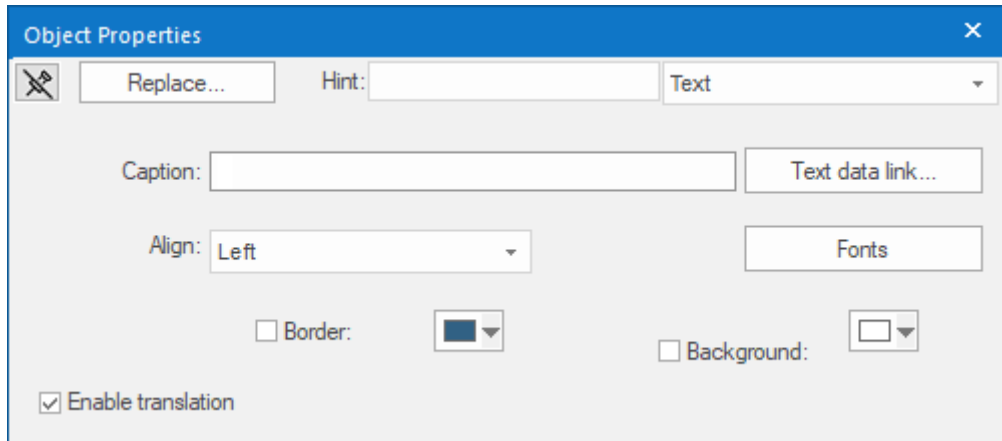 Object Properties
Replace... Hint: Text
Caption: Text data link...
Align: Left Fonts
Border: Background:
Enable translation